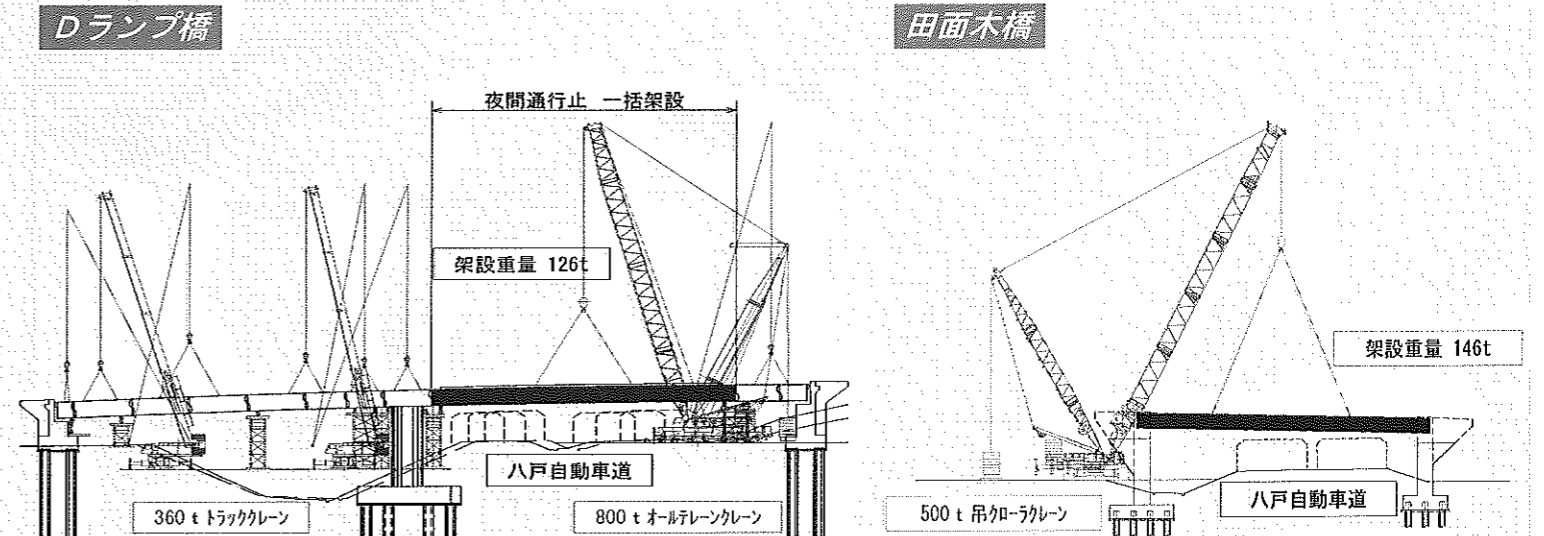 Dランプ橋
夜間通行止 一括架設
架設重量 126t
八戸自動車道
360 t トラッククレーン
800 t オールテレーンクレーン
田面木橋
架設重量 146t
八戸自動車道
500 t 吊クローラクレーン